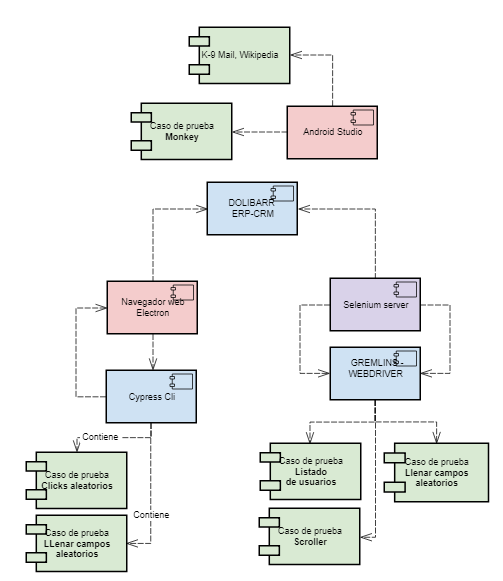 K-9 Mail, Wikipedia
Caso de prueba
Monkey
Android Studio
DOLIBARR
ERP-CRM
Navegador web
Electron
Selenium server
GREMLINS -
WEBDRIVER
Cypress Cli
Contiene
Caso de prueba
Clicks aleatorios
Caso de prueba
Listado
de usuarios
Caso de prueba
Llenar campos
aleatorios
Contiene
Caso de prueba
LLenar campos
aleatorios
Caso de prueba
Scroller